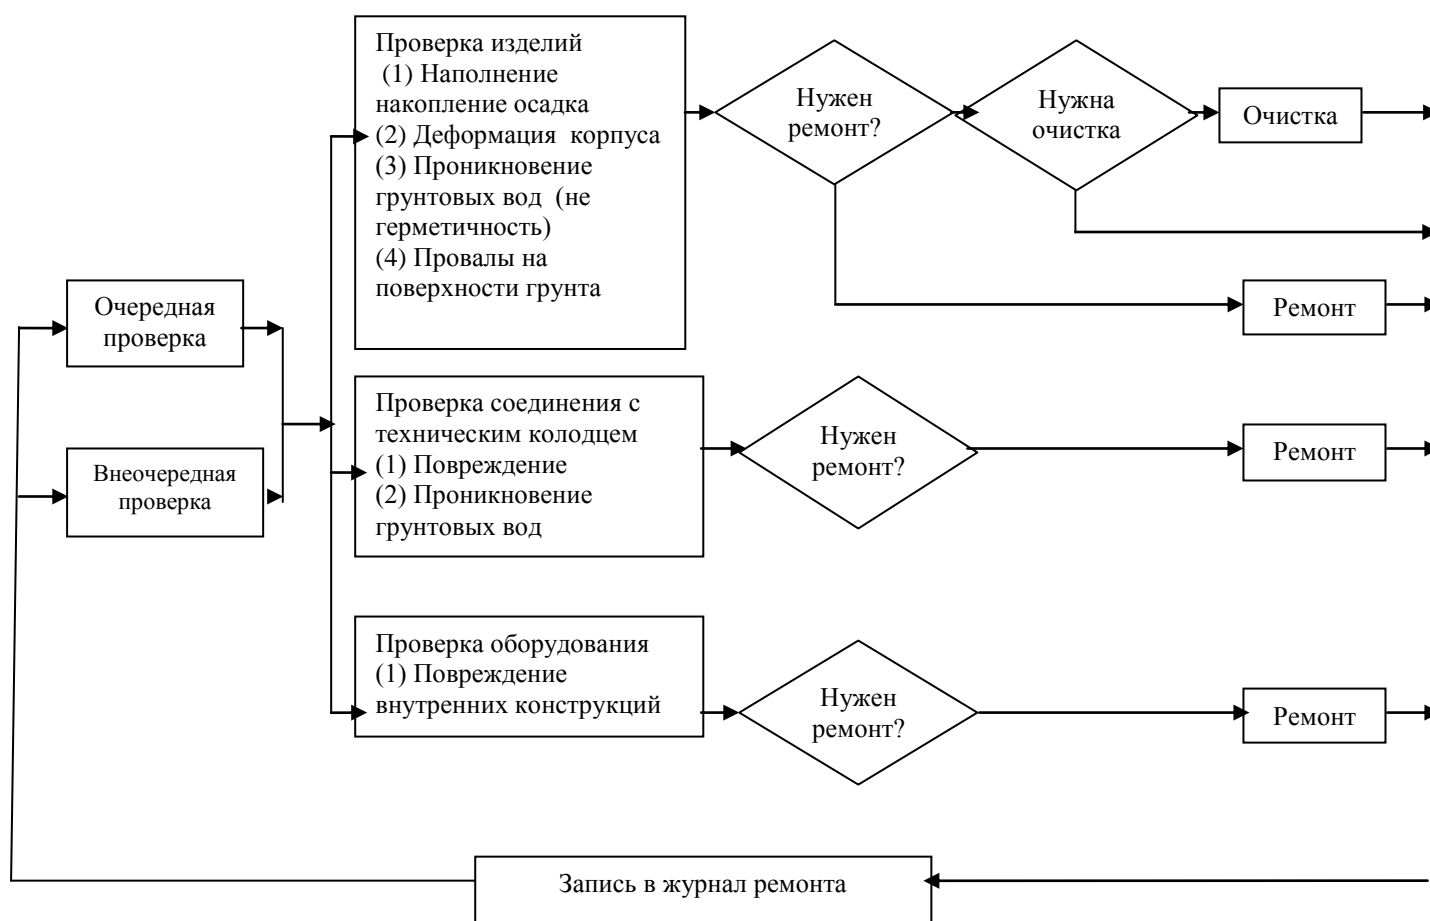 Проверка изделий
(1) Наполнение
накопление осадка
(2) Деформация корпуса
(3) Проникновение
грунтовых вод (не
герметичность)
(4) Провалы на
поверхности грунта
Нужен
ремонт?
Нужна
очистка
Очистка
Ремонт
Очередная
проверка
Внеочередная
проверка
Проверка соединения с
техническим колодцем
(1) Повреждение
(2) Проникновение
грунтовых вод
Нужен
ремонт?
Ремонт
Проверка оборудования
(1) Повреждение
внутренних конструкций
Нужен
ремонт?
Ремонт
Запись в журнал ремонта